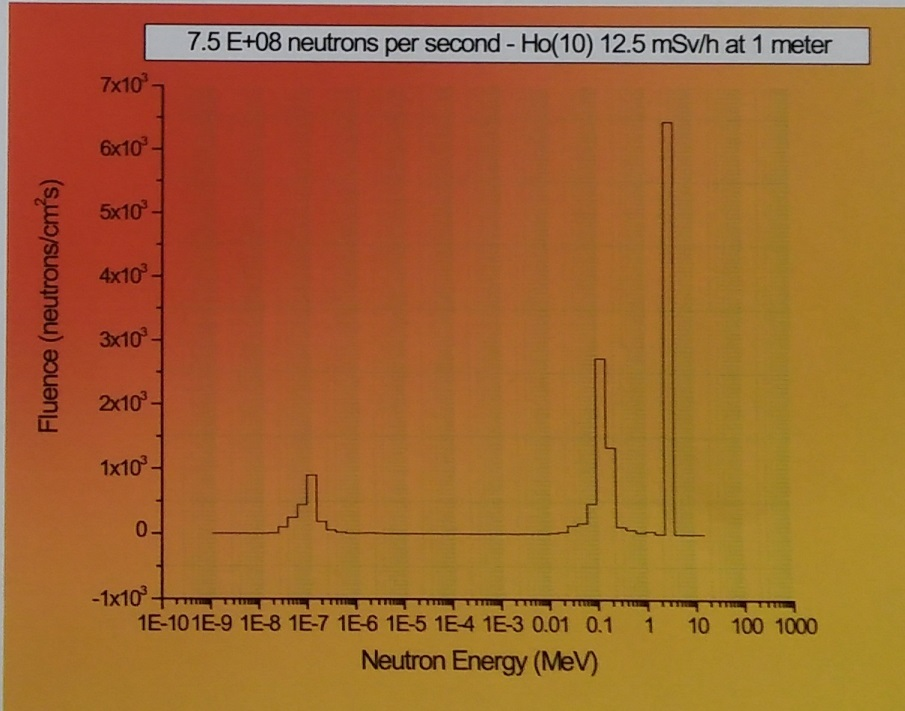 7.5 E+08 neutrons per second - Ho(10) 12.5 mSv/h at 1 meter
7x10³
6x10³
5x10³
4x10³
3x10³
2x10³
1x10³
0
-1x10³
Fluence (neutrons/cm²s)
1E-10 1E-9 1E-8 1E-7 1E-6 1E-5 1E-4 1E-3 0.01 0.1 1 10 100 1000
Neutron Energy (MeV)